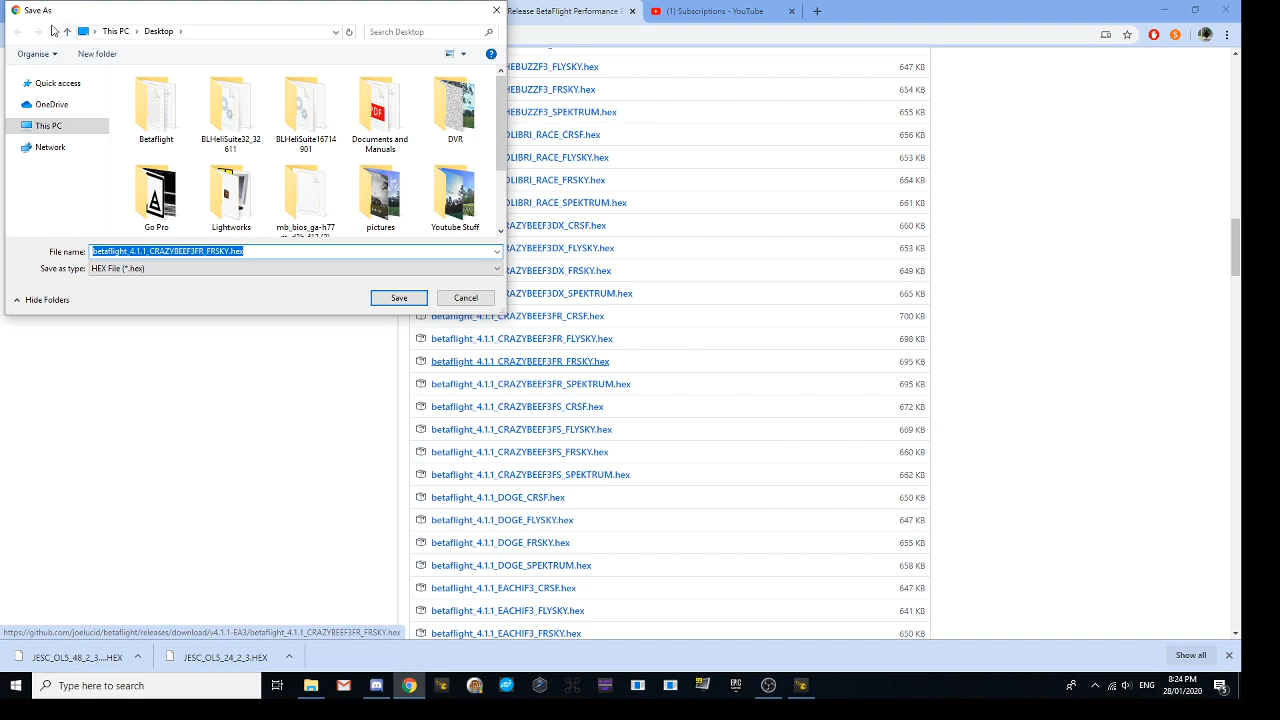 Save As
Release BetaFlight Performance E
(1) Subscriptions - YouTube
This PC
Desktop
Search Desktop
Organise
New folder
Quick access
OneDrive
This PC
Network
Betaflight
BLHeliSuite32_32
611
BLHeliSuite16714
901
Documents and
Manuals
DVR
Go Pro
Lightworks
mb_bios_ga-h77
pictures
Youtube Stuff
File name:
betaflight_4.1.1_CRAZYBEEF3FR_FRSKY.hex
Save as type:
HEX File (*.hex)
Hide Folders
Save
Cancel
HEBUZZF3_FLYSKY.hex
647 KB
HEBUZZF3_FRSKY.hex
654 KB
HEBUZZF3_SPEKTRUM.hex
655 KB
OLIBRI_RACE_CRSF.hex
656 KB
OLIBRI_RACE_FLYSKY.hex
653 KB
OLIBRI_RACE_FRSKY.hex
664 KB
OLIBRI_RACE_SPEKTRUM.hex
651 KB
RAZYBEEF3DX_CRSF.hex
660 KB
RAZYBEEF3DX_FLYSKY.hex
653 KB
RAZYBEEF3DX_FRSKY.hex
649 KB
RAZYBEEF3DX_SPEKTRUM.hex
665 KB
betaflight_4.1.1_CRAZYBEEF3FR_CRSF.hex
700 KB
betaflight_4.1.1_CRAZYBEEF3FR_FLYSKY.hex
698 KB
betaflight_4.1.1_CRAZYBEEF3FR_FRSKY.hex
695 KB
betaflight_4.1.1_CRAZYBEEF3FR_SPEKTRUM.hex
695 KB
betaflight_4.1.1_CRAZYBEEF3FS_CRSF.hex
672 KB
betaflight_4.1.1_CRAZYBEEF3FS_FLYSKY.hex
669 KB
betaflight_4.1.1_CRAZYBEEF3FS_FRSKY.hex
660 KB
betaflight_4.1.1_CRAZYBEEF3FS_SPEKTRUM.hex
662 KB
betaflight_4.1.1_DOGE_CRSF.hex
650 KB
betaflight_4.1.1_DOGE_FLYSKY.hex
647 KB
betaflight_4.1.1_DOGE_FRSKY.hex
655 KB
betaflight_4.1.1_DOGE_SPEKTRUM.hex
658 KB
betaflight_4.1.1_EACHIF3_CRSF.hex
647 KB
betaflight_4.1.1_EACHIF3_FLYSKY.hex
641 KB
betaflight_4.1.1_EACHIF3_FRSKY.hex
650 KB
https://github.com/joelucid/betaflight/releases/download/v4.1.1-EA3/betaflight_4.1.1_CRAZYBEEF3FR_FRSKY.hex
JESC_OL5_48_2_3....HEX
JESC_OL5_24_2_3.HEX
Show all
Type here to search
8:24 PM
28/01/2020